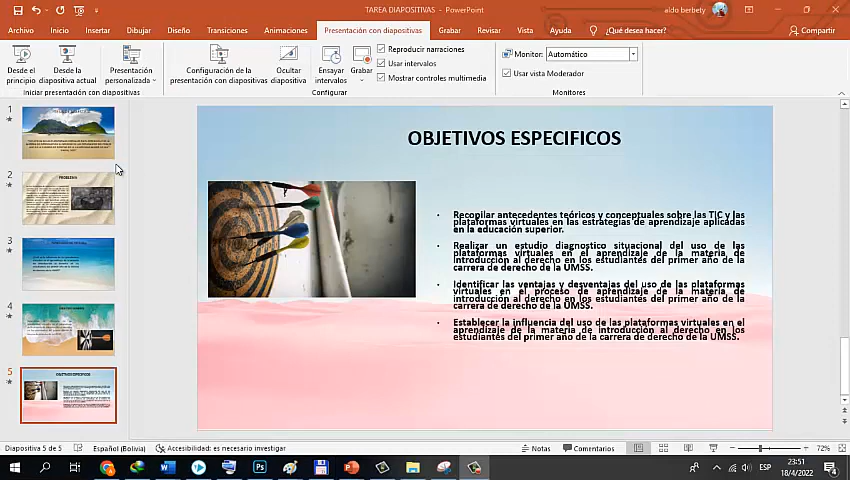 TAREA DIAPOSITIVAS - PowerPoint
aldo berbety
Archivo Inicio Insertar Dibujar Diseño Transiciones Animaciones Presentación con diapositivas Grabar Revisar Vista Ayuda ¿Qué desea hacer? Compartir
Desde el principio
Desde la diapositiva actual
Presentación personalizada
Configuración de la presentación con diapositivas
Ocultar diapositiva
Ensayar intervalos
Grabar
Reproducir narraciones
Usar intervalos
Mostrar controles multimedia
Monitor: Automático
Usar vista Moderador
Iniciar presentación con diapositivas
Configurar
Monitores
1
2
PROBLEMA
3
4
5
OBJETIVOS ESPECIFICOS
OBJETIVOS ESPECIFICOS
· Recopilar antecedentes teóricos y conceptuales sobre las TIC y las
plataformas virtuales en las estrategias de aprendizaje aplicadas
en la educación superior.
· Realizar un estudio diagnostico situacional del uso de las
plataformas virtuales en el aprendizaje de la materia de
introducción al derecho en los estudiantes del primer año de la
carrera de derecho de la UMSS.
· Identificar las ventajas y desventajas del uso de las plataformas
virtuales en el proceso de aprendizaje de la materia de
introducción al derecho en los estudiantes del primer año de la
carrera de derecho de la UMSS.
· Establecer la influencia del uso de las plataformas virtuales en el
aprendizaje de la materia de introducción al derecho en los
estudiantes del primer año de la carrera de derecho de la UMSS.
Diapositiva 5 de 5 Español (Bolivia) Accesibilidad: es necesario investigar Notas Comentarios 72%
ESP
23:51
18/4/2022
4